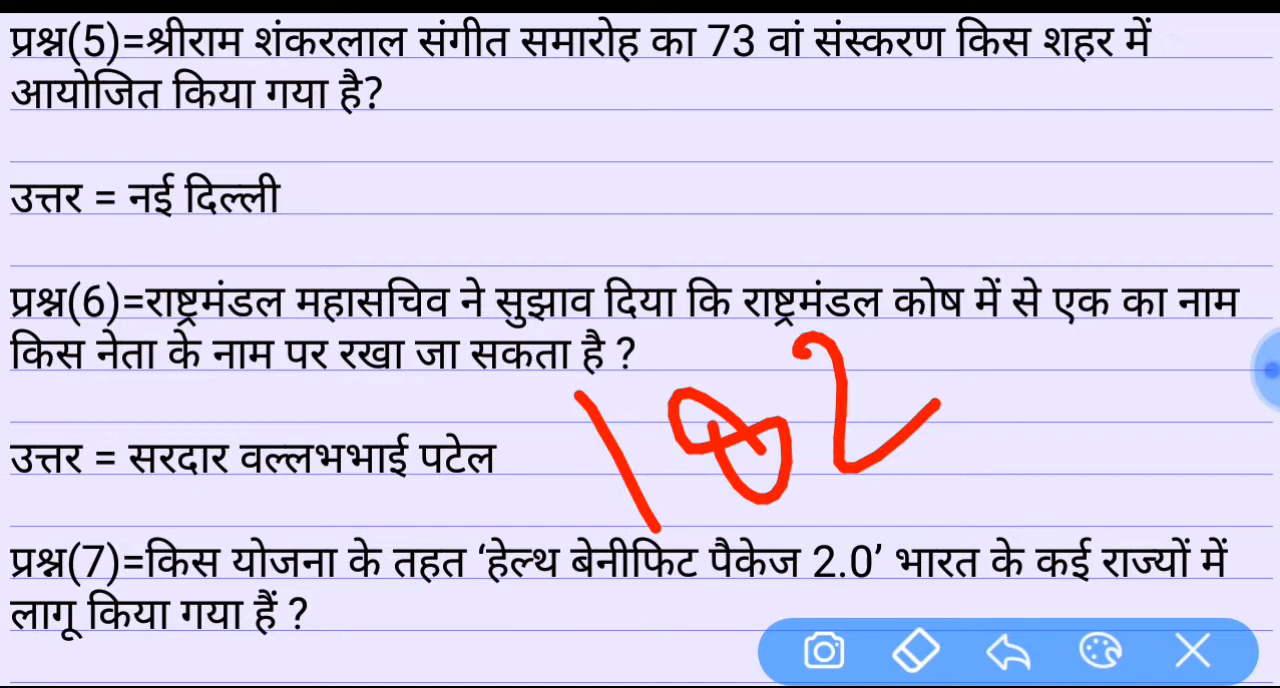 प्रश्न(5)=श्रीराम शंकरलाल संगीत समारोह का 73 वां संस्करण किस शहर में
आयोजित किया गया है?
उत्तर = नई दिल्ली
प्रश्न(6)=राष्ट्रमंडल महासचिव ने सुझाव दिया कि राष्ट्रमंडल कोष में से एक का नाम
किस नेता के नाम पर रखा जा सकता है ?
182
उत्तर = सरदार वल्लभभाई पटेल
प्रश्न(7)=किस योजना के तहत ‘हेल्थ बेनीफिट पैकेज 2.0’ भारत के कई राज्यों में
लागू किया गया हैं ?